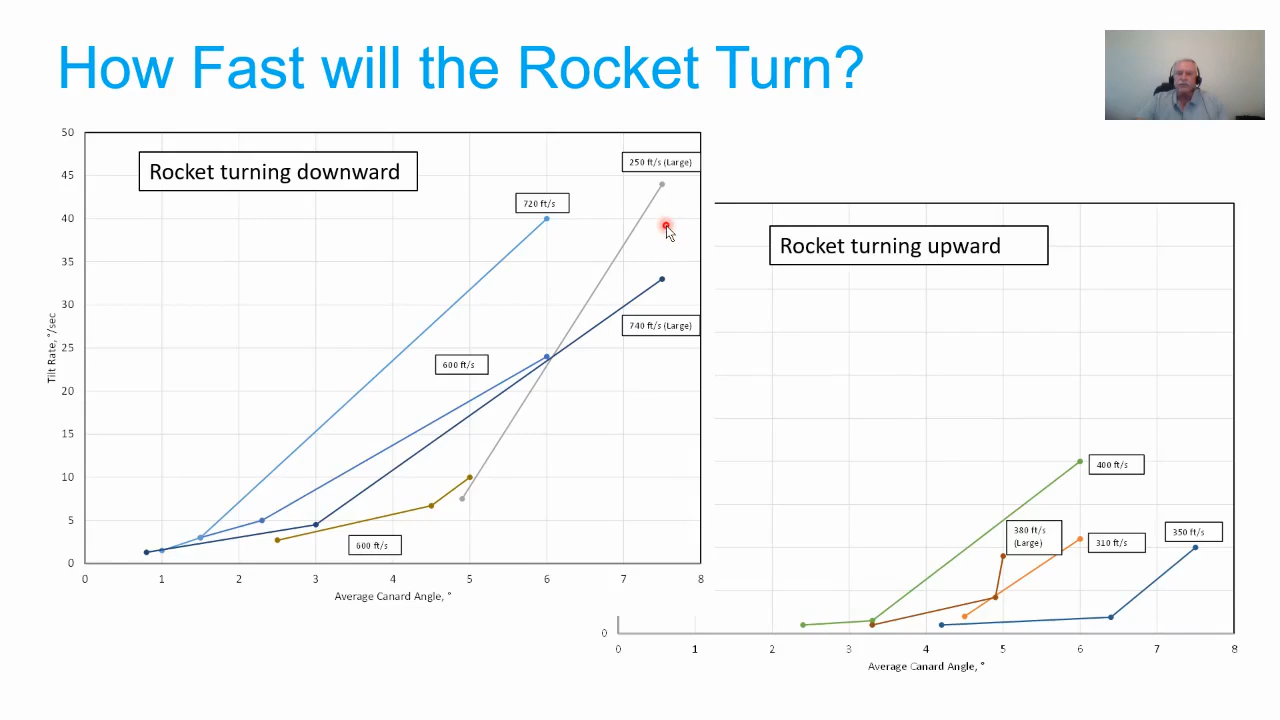 How Fast will the Rocket Turn?
50
45
40
35
30
25
20
15
10
5
0
Tilt Rate, °/sec
Rocket turning downward
250 ft/s (Large)
720 ft/s
740 ft/s (Large)
600 ft/s
600 ft/s
0 1 2 3 4 5 6 7 8
Average Canard Angle, °
Rocket turning upward
400 ft/s
380 ft/s
(Large)
310 ft/s
350 ft/s
0
0 1 2 3 4 5 6 7 8
Average Canard Angle, °